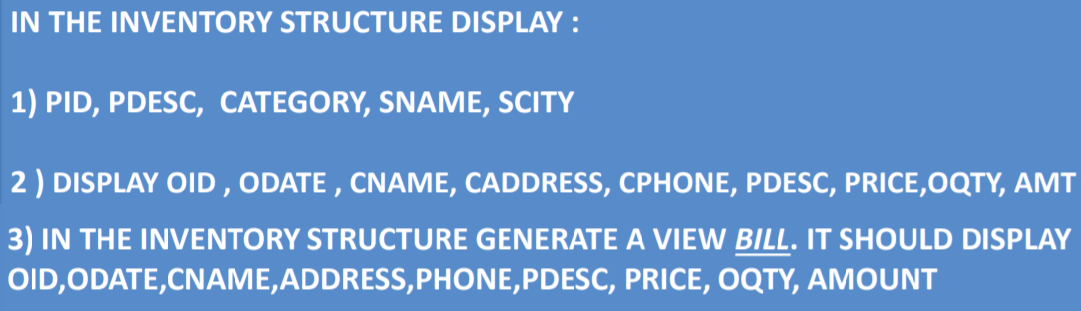 IN THE INVENTORY STRUCTURE DISPLAY :
1) PID, PDESC,  CATEGORY, SNAME, SCITY
2 ) DISPLAY OID , ODATE , CNAME, CADDRESS, CPHONE, PDESC, PRICE,OQTY, AMT
3) IN THE INVENTORY STRUCTURE GENERATE A VIEW BILL. IT SHOULD DISPLAY
OID,ODATE,CNAME,ADDRESS,PHONE,PDESC, PRICE, OQTY, AMOUNT